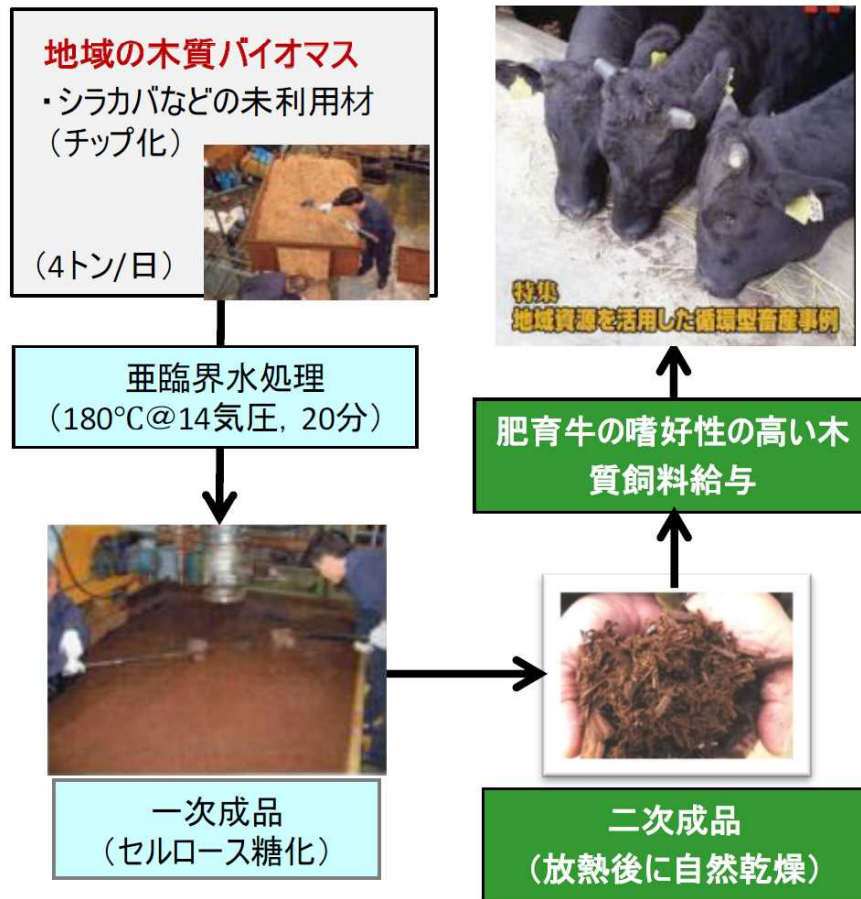 地域の木質バイオマス
・シラカバなどの未利用材
（チップ化）
（4トン/日）
亜臨界水処理
（180℃@14気圧，20分）
一次成品
（セルロース糖化）
二次成品
（放熱後に自然乾燥）
肥育牛の嗜好性の高い木
質飼料給与
特集
地域資源を活用した循環型畜産事例